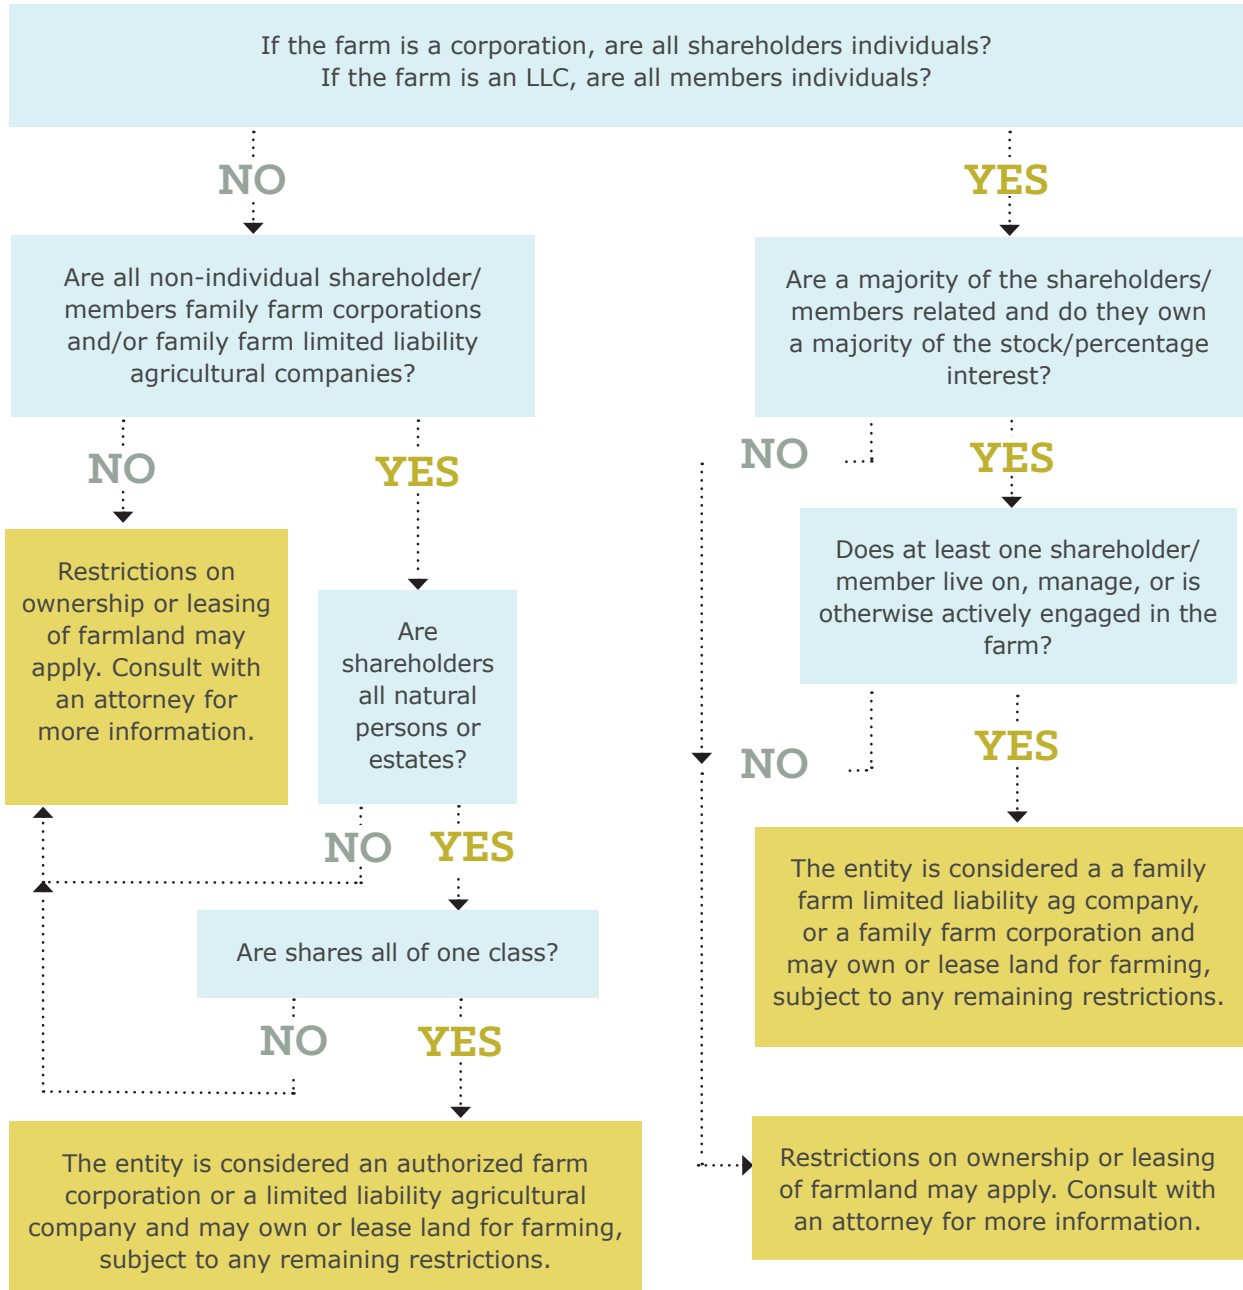 If the farm is a corporation, are all shareholders individuals?
If the farm is an LLC, are all members individuals?
NO
YES
Are all non-individual shareholder/
members family farm corporations
and/or family farm limited liability
agricultural companies?
Are a majority of the shareholders/
members related and do they own
a majority of the stock/percentage
interest?
NO
YES
NO
YES
Restrictions on
ownership or leasing
of farmland may
apply. Consult with
an attorney for
more information.
Are
shareholders
all natural
persons or
estates?
Does at least one shareholder/
member live on, manage, or is
otherwise actively engaged in the
farm?
NO
YES
NO
YES
Are shares all of one class?
The entity is considered a a family
farm limited liability ag company,
or a family farm corporation and
may own or lease land for farming,
subject to any remaining restrictions.
NO
YES
The entity is considered an authorized farm
corporation or a limited liability agricultural
company and may own or lease land for farming,
subject to any remaining restrictions.
Restrictions on ownership or leasing
of farmland may apply. Consult with
an attorney for more information.